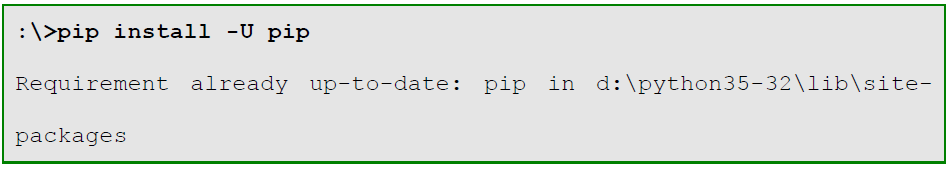 :\>pip install -U pip
Requirement already up-to-date: pip in d:\python35-32\lib\site-
packages